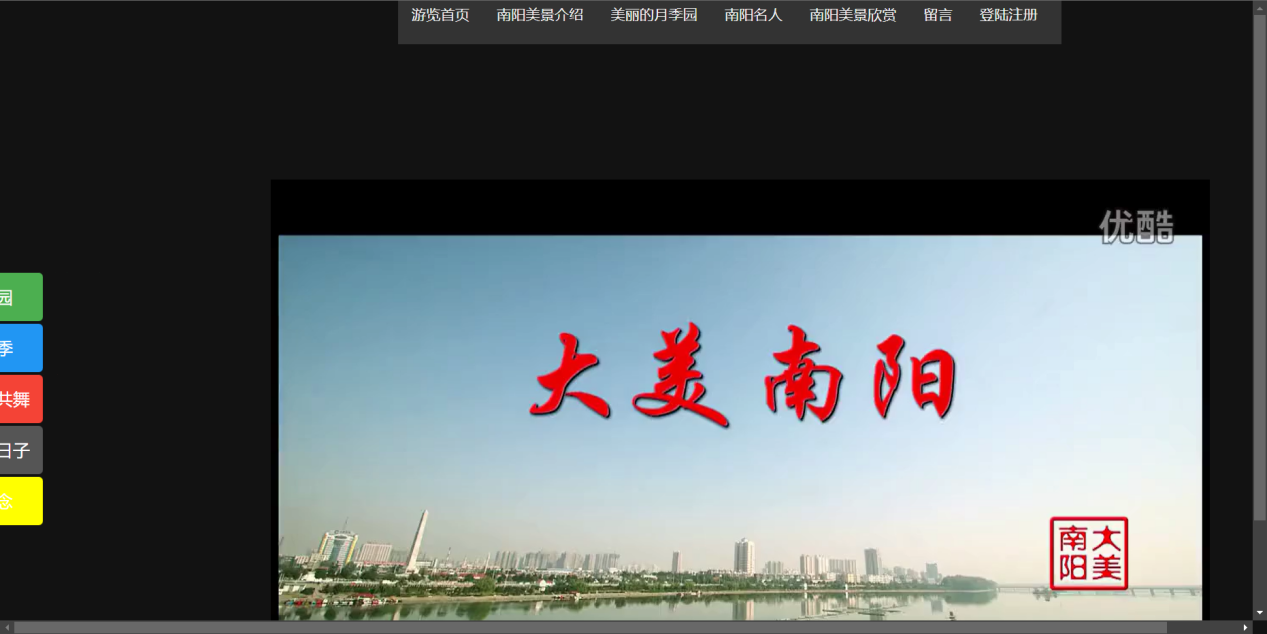 游览首页 南阳美景介绍 美丽的月季园 南阳名人 南阳美景欣赏 留言 登陆注册
优酷
大美南阳
园
季
共舞
日子
念
大美
南阳